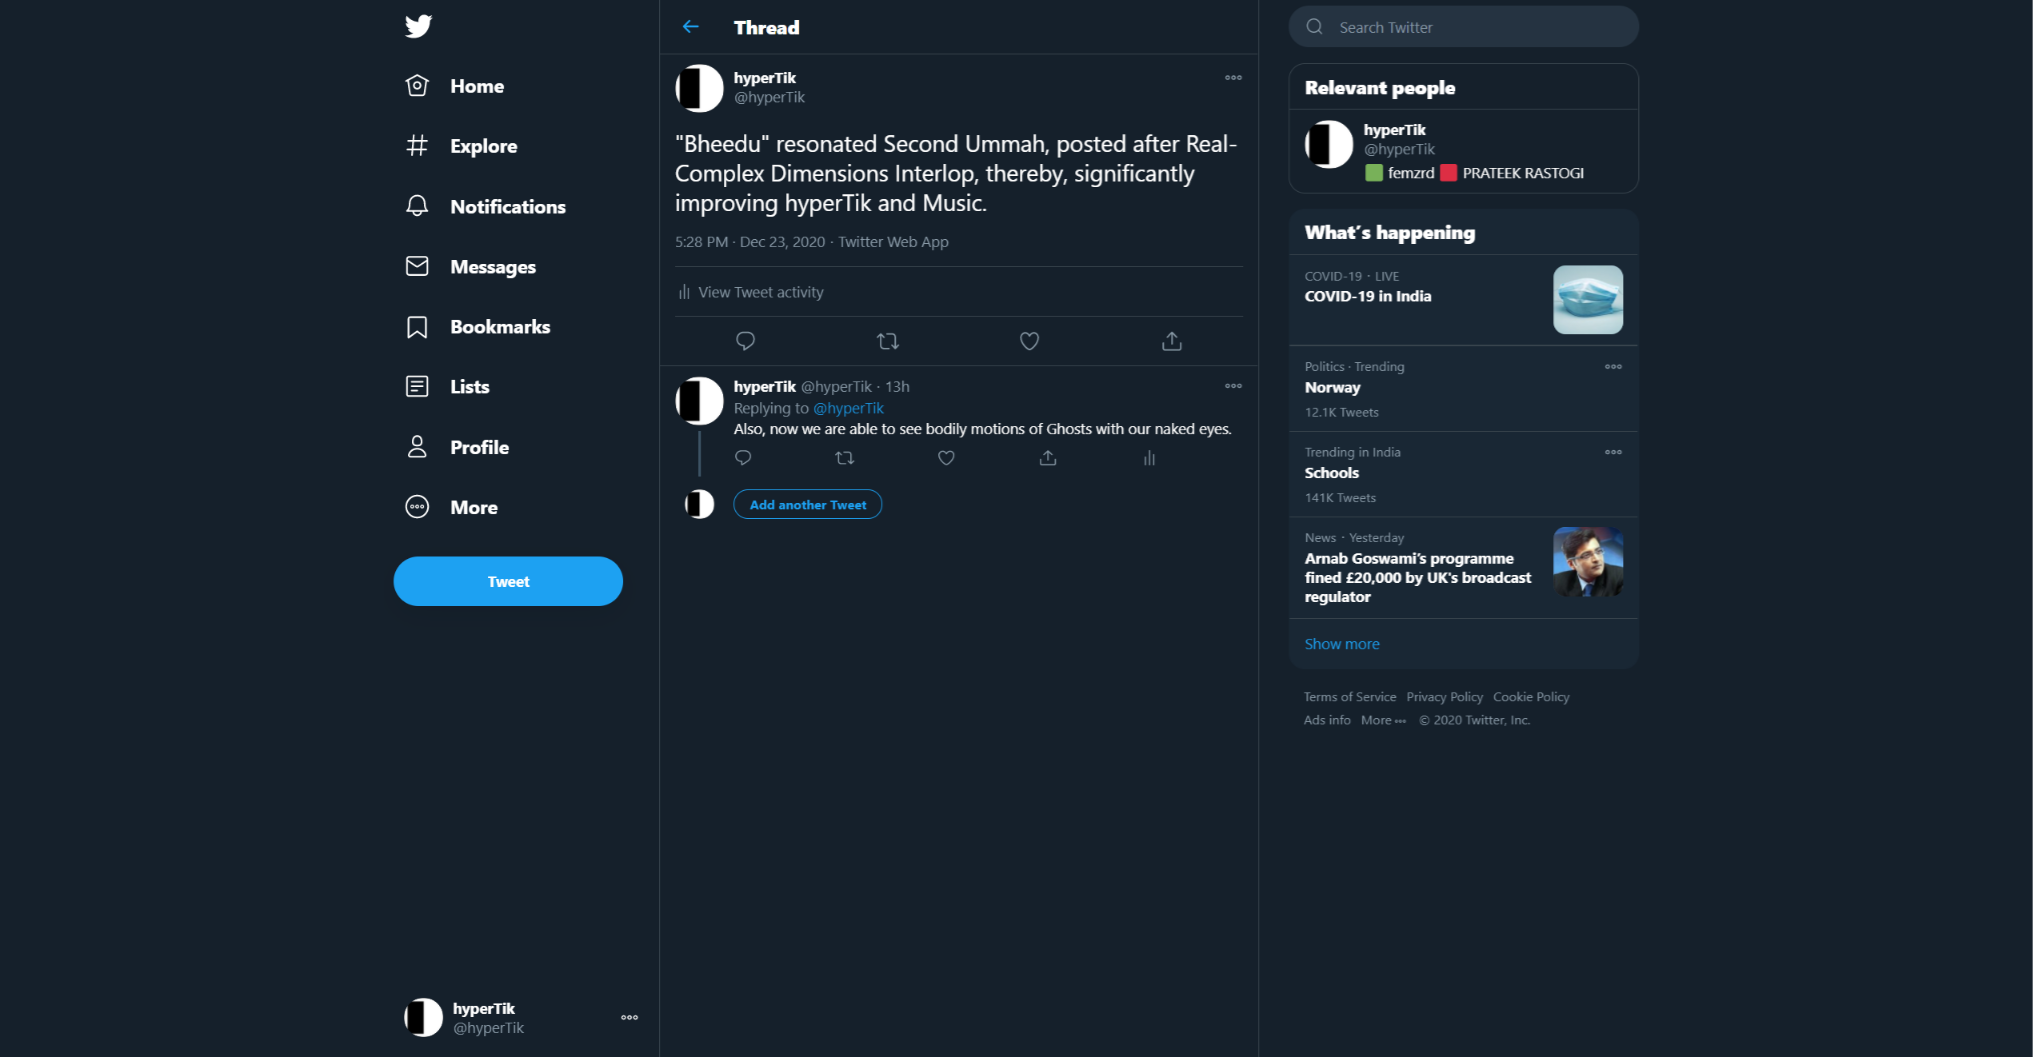 Home
Explore
Notifications
Messages
Bookmarks
Lists
Profile
More
Tweet
hyperTik
@hyperTik
Thread
hyperTik
@hyperTik
"Bheedu" resonated Second Ummah, posted after Real-
Complex Dimensions Interlop, thereby, significantly
improving hyperTik and Music.
5:28 PM · Dec 23, 2020 · Twitter Web App
View Tweet activity
hyperTik @hyperTik · 13h
Replying to @hyperTik
Also, now we are able to see bodily motions of Ghosts with our naked eyes.
Add another Tweet
Search Twitter
Relevant people
hyperTik
@hyperTik
femzrd PRATEEK RASTOGI
What's happening
COVID-19 · LIVE
COVID-19 in India
Politics · Trending
Norway
12.1K Tweets
Trending in India
Schools
141K Tweets
News · Yesterday
Arnab Goswami's programme
fined £20,000 by UK's broadcast
regulator
Show more
Terms of Service Privacy Policy Cookie Policy
Ads info More © 2020 Twitter, Inc.